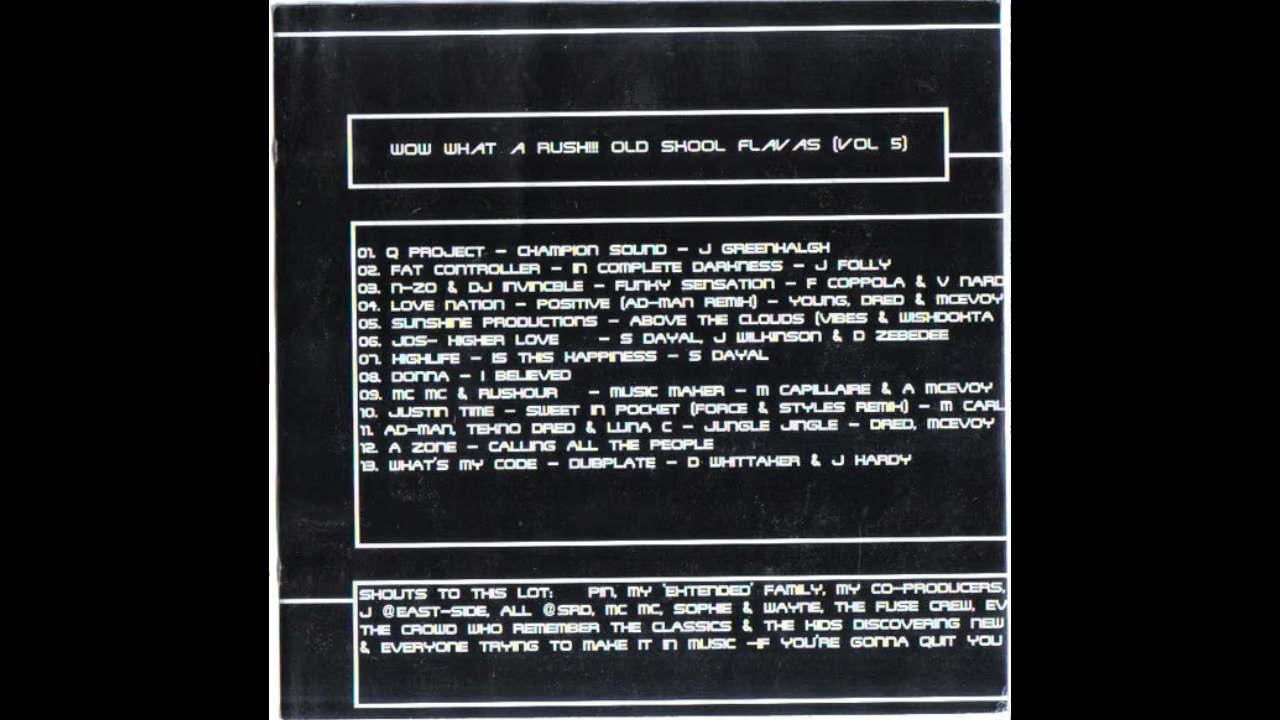 WOW WHAT A RUSH!!! OLD SKOOL FLAVAS (VOL 5)
01. Q PROJECT - CHAMPION SOUND - J GREENHALGH
02. FAT CONTROLLER - IN COMPLETE DARKNESS - J FOLLY
03. N-ZO & DJ INVINCBLE - FUNKY SENSATION - F COPPOLA & V NARD
04. LOVE NATION - POSITIVE (AD-MAN REMIX) - YOUNG, DRED & MCEVOY
05. SUNSHINE PRODUCTIONS - ABOVE THE CLOUDS (VIBES & WISHDOKTA
06. JDS- HIGHER LOVE - S DAYAL, J WILKINSON & D ZEBEDEE
07. HIGHLIFE - IS THIS HAPPINESS - S DAYAL
08. DONNA - I BELIEVED
09. MC MC & RUSHOUR - MUSIC MAKER - M CAPILLAIRE & A MCEVOY
10. JUSTIN TIME - SWEET IN POCKET (FORCE & STYLES REMIX) - M CARL
11. AD-MAN, TEKNO DRED & LUNA C - JUNGLE JINGLE - DRED, MCEVOY
12. A ZONE - CALLING ALL THE PEOPLE
13. WHAT'S MY CODE - DUBPLATE - D WHITTAKER & J HARDY
SHOUTS TO THIS LOT: PIN, MY 'EXTENDED' FAMILY, MY CO-PRODUCERS,
J @EAST-SIDE, ALL @SRD, MC MC, SOPHIE & WAYNE, THE FUSE CREW, EV
THE CROWD WHO REMEMBER THE CLASSICS & THE KIDS DISCOVERING NEW
& EVERYONE TRYING TO MAKE IT IN MUSIC -IF YOU'RE GONNA QUIT YOU